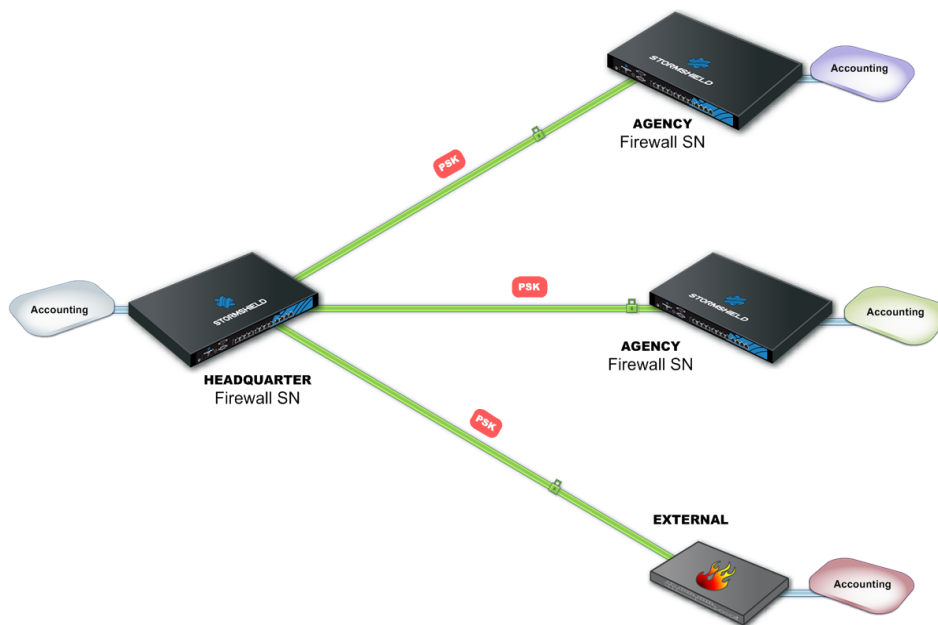 STORMSHIELD
Accounting
AGENCY
Firewall SN
PSK
Accounting
STORMSHIELD
HEADQUARTER
Firewall SN
PSK
STORMSHIELD
Accounting
AGENCY
Firewall SN
PSK
EXTERNAL
Accounting